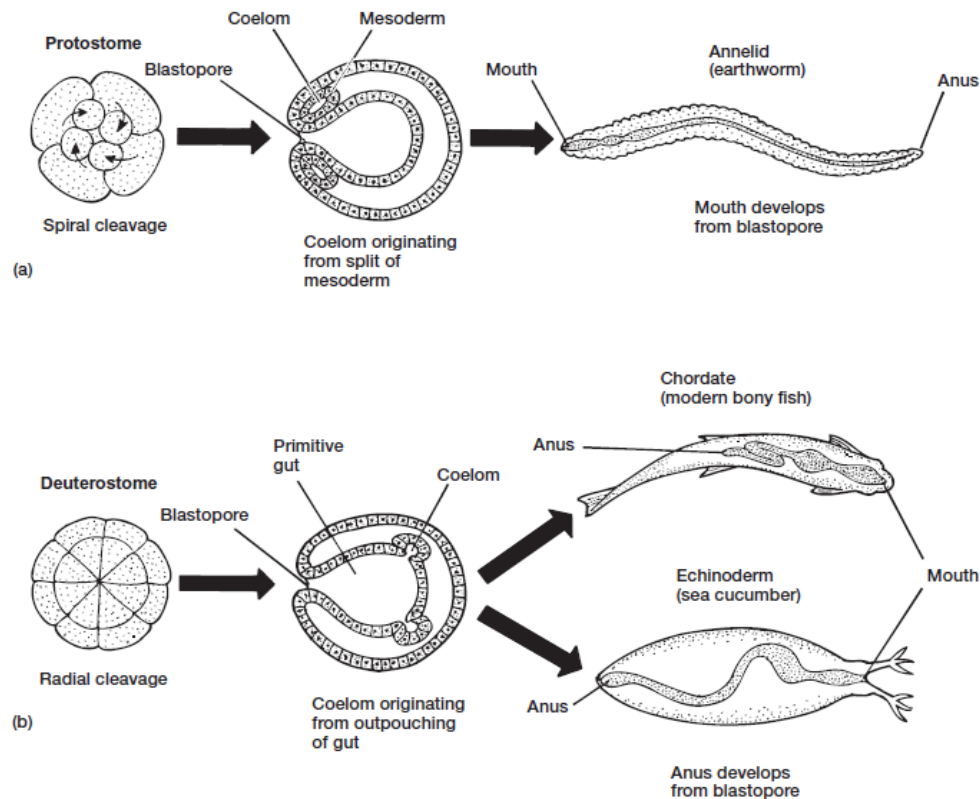 Protostome
Coelom
Mesoderm
Blastopore
Mouth
Annelid
(earthworm)
Anus
Spiral cleavage
Coelom originating
from split of
mesoderm
Mouth develops
from blastopore
(a)
Deuterostome
Primitive
gut
Coelom
Blastopore
Chordate
(modern bony fish)
Anus
Mouth
Echinoderm
(sea cucumber)
Anus
Radial cleavage
Coelom originating
from outpouching
of gut
Anus develops
from blastopore
(b)